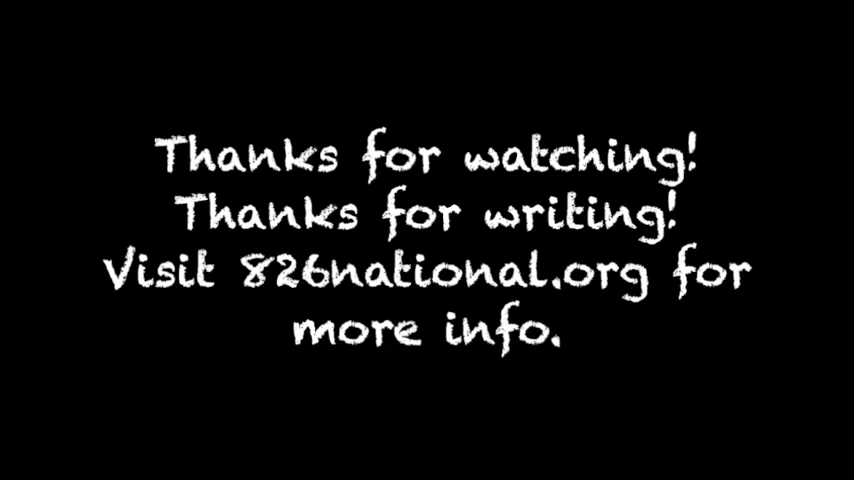 Thanks for watching!
Thanks for writing!
Visit 826national.org for
more info.